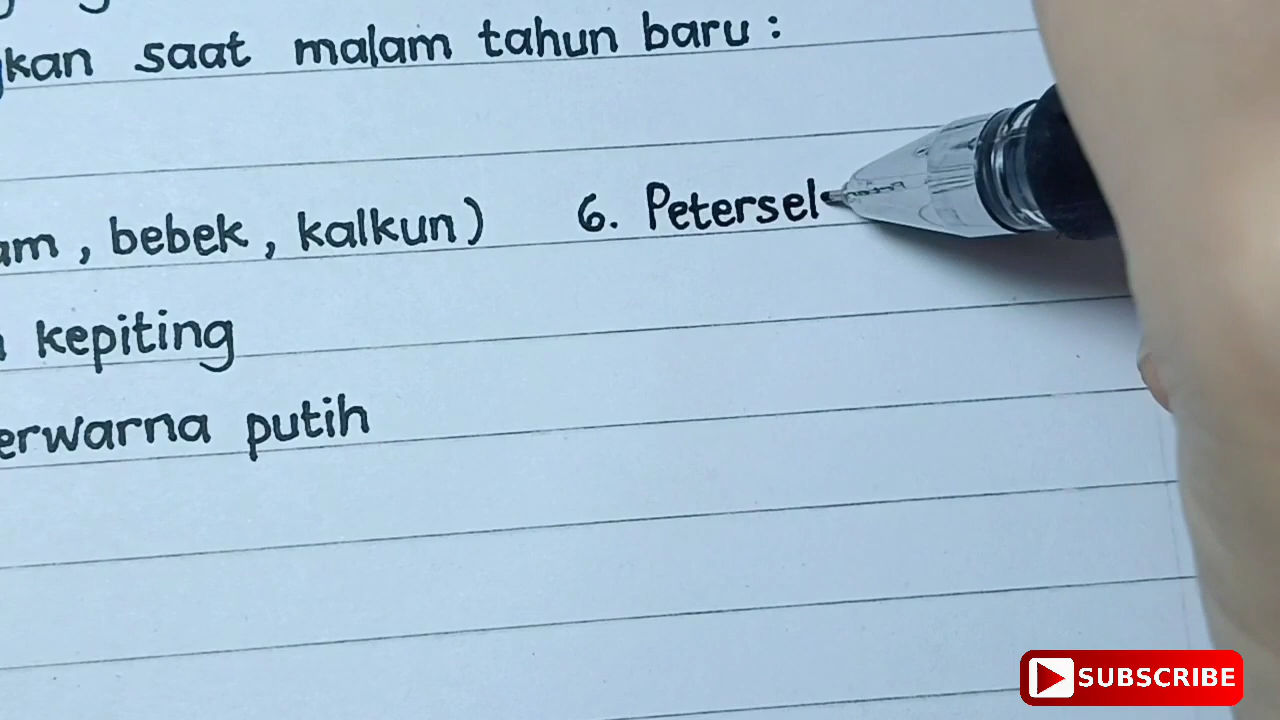 kan saat malam tahun baru :
am , bebek , kalkun) 6. Petersel
kepiting
erwarna putih
SUBSCRIBE